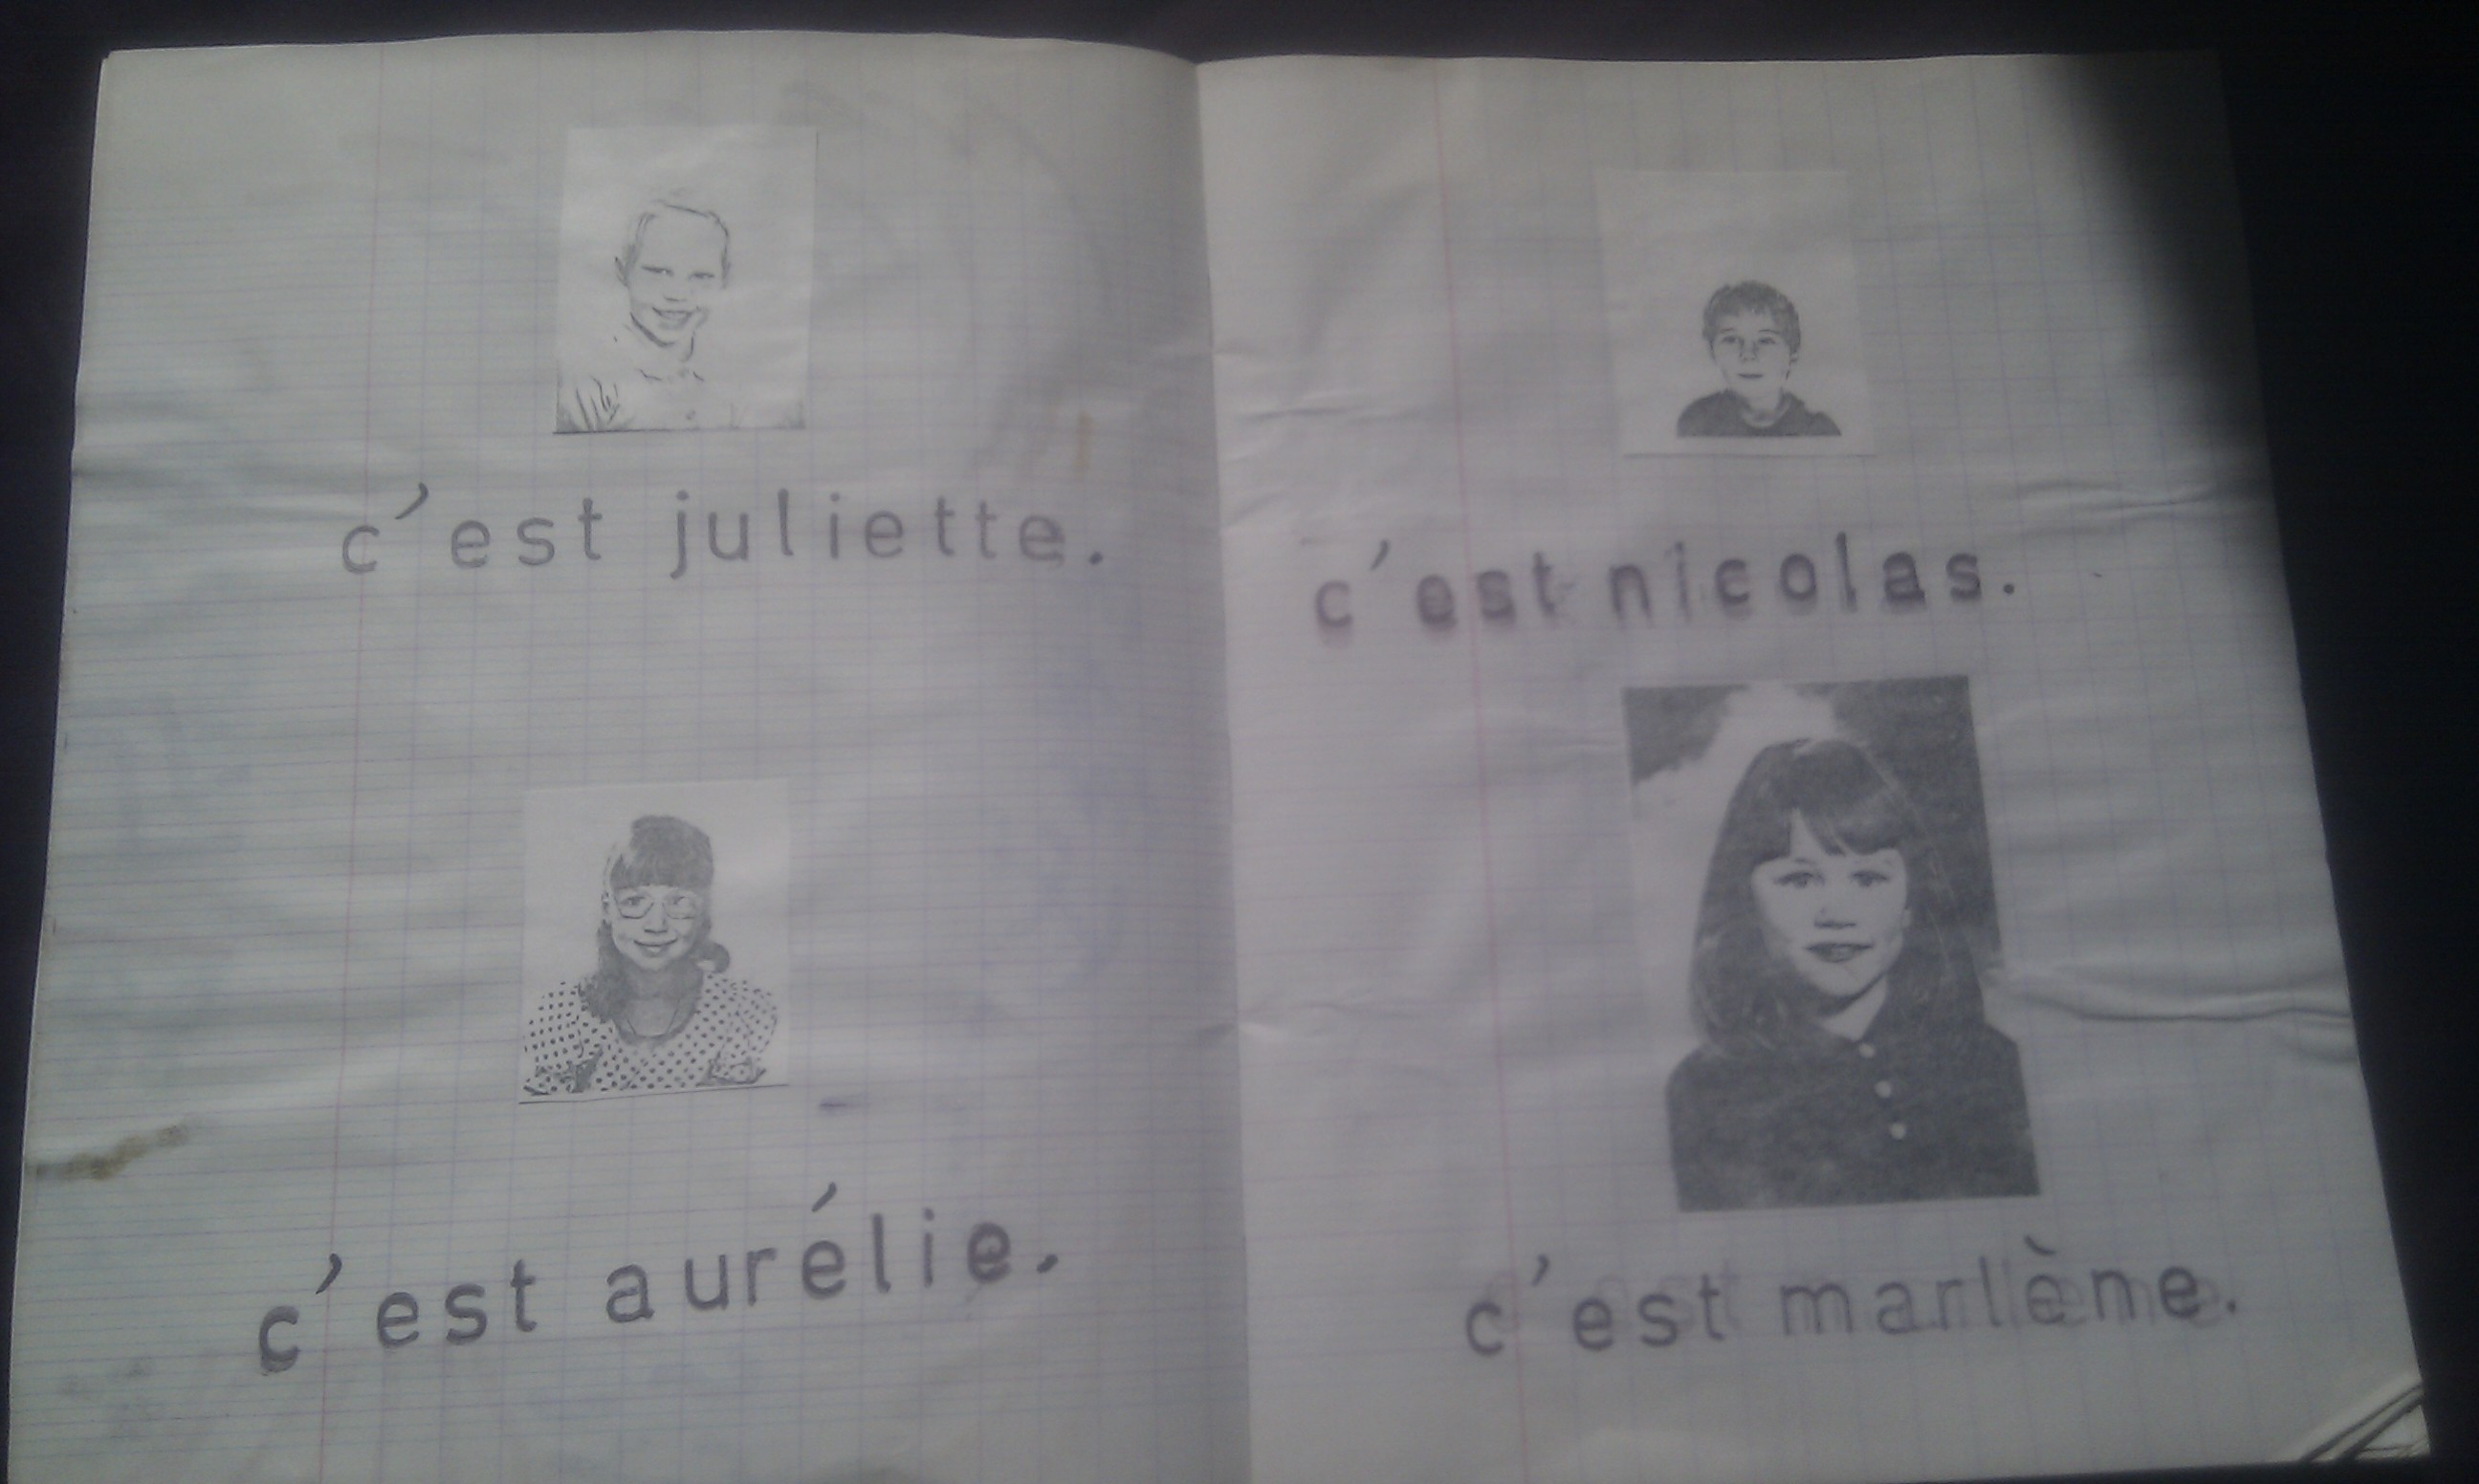 c'est juliette.
c'est aurélie.
c'est nicolas.
c'est marlène.